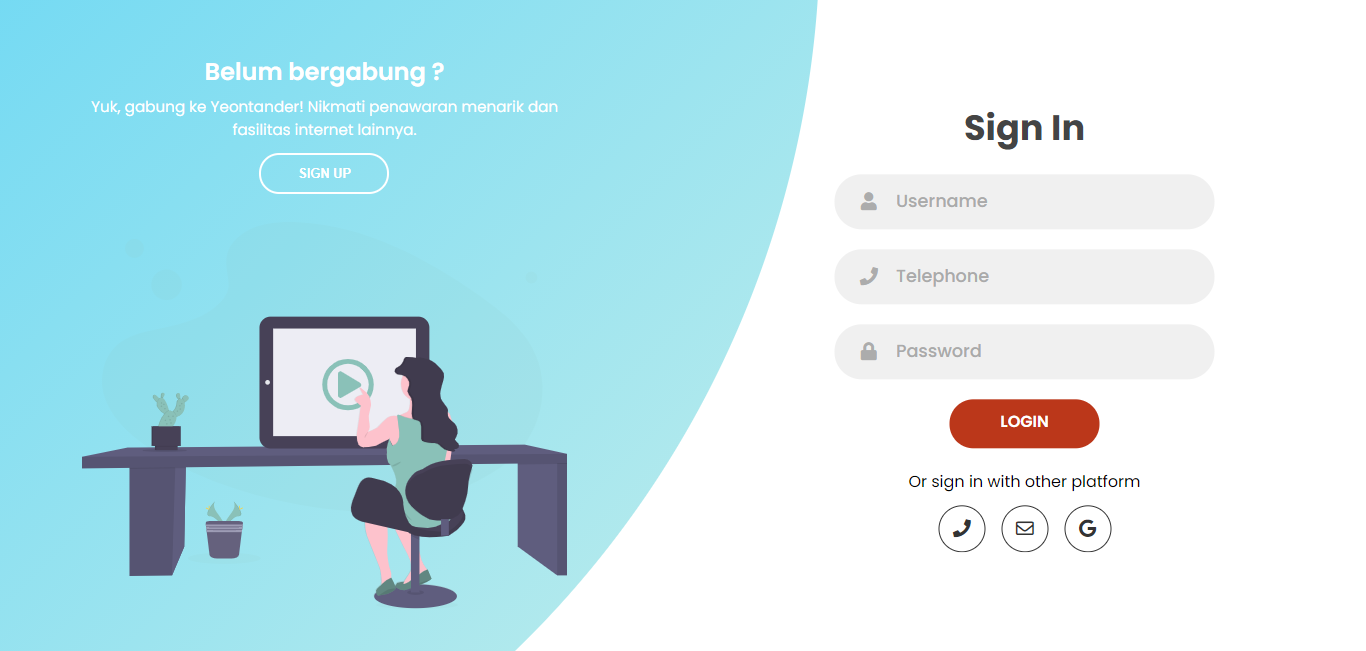 Belum bergabung ?
Yuk, gabung ke Yeontander! Nikmati penawaran menarik dan
fasilitas internet lainnya.
SIGN UP
Sign In
Username
Telephone
Password
LOGIN
Or sign in with other platform
G